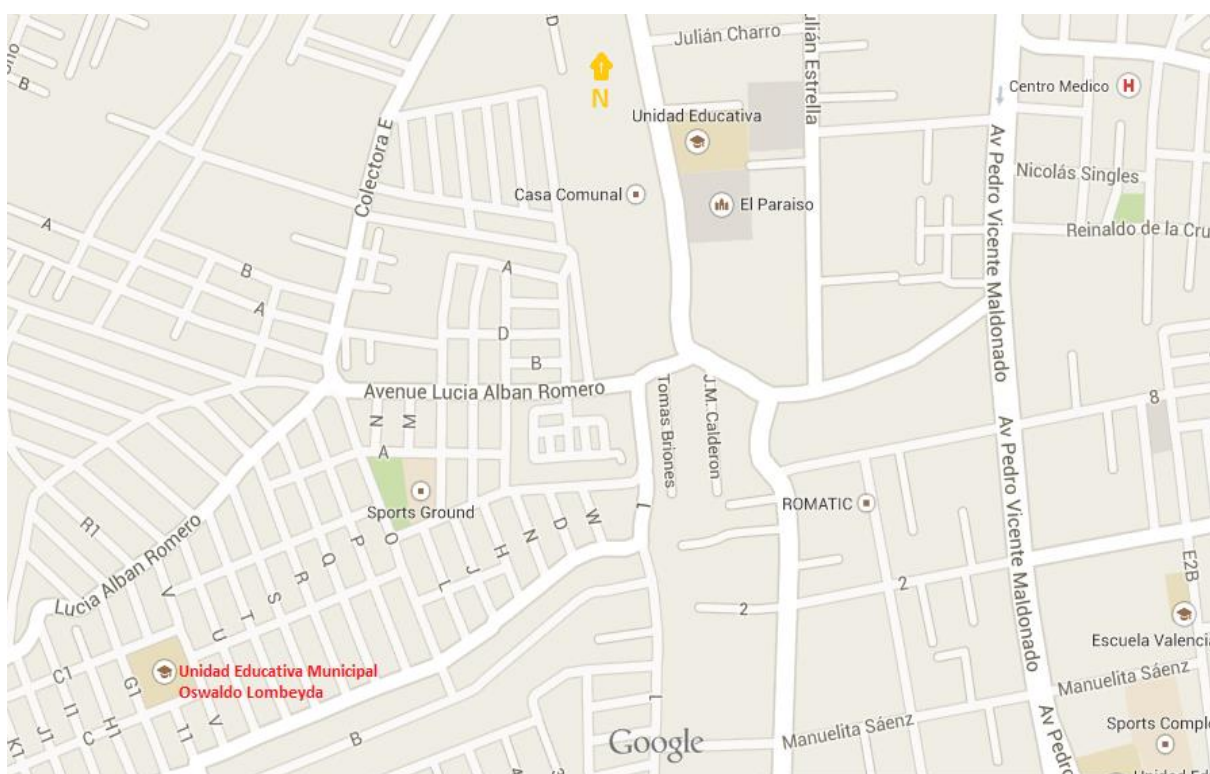 D
Julián Charro
Julián Estrella
B
N
Centro Medico H
Unidad Educativa
Colectora E
Av Pedro Vicente Maldonado
Nicolás Singles
Casa Comunal
El Paraiso
A
Reinaldo de la Cru
B
A
A
D
B
Avenue Lucia Alban Romero
Tomas Briones
J.M. Calderon
8
Av Pedro Vicente Maldonado
N
M
A
Sports Ground
ROMATIC
R1
P
O
W
L
Q
H
N
D
R
J
L
S
V
T
U
Lucia Alban Romero
2
2
E2B
Escuela Valencia
C1
Unidad Educativa Municipal
Oswaldo Lombeyda
G1
Manuelita Sáenz
I1
H1
11
V
J1
K1
C
B
L
Google
Manuelita Sáenz
Av Pedro
Sports Comple